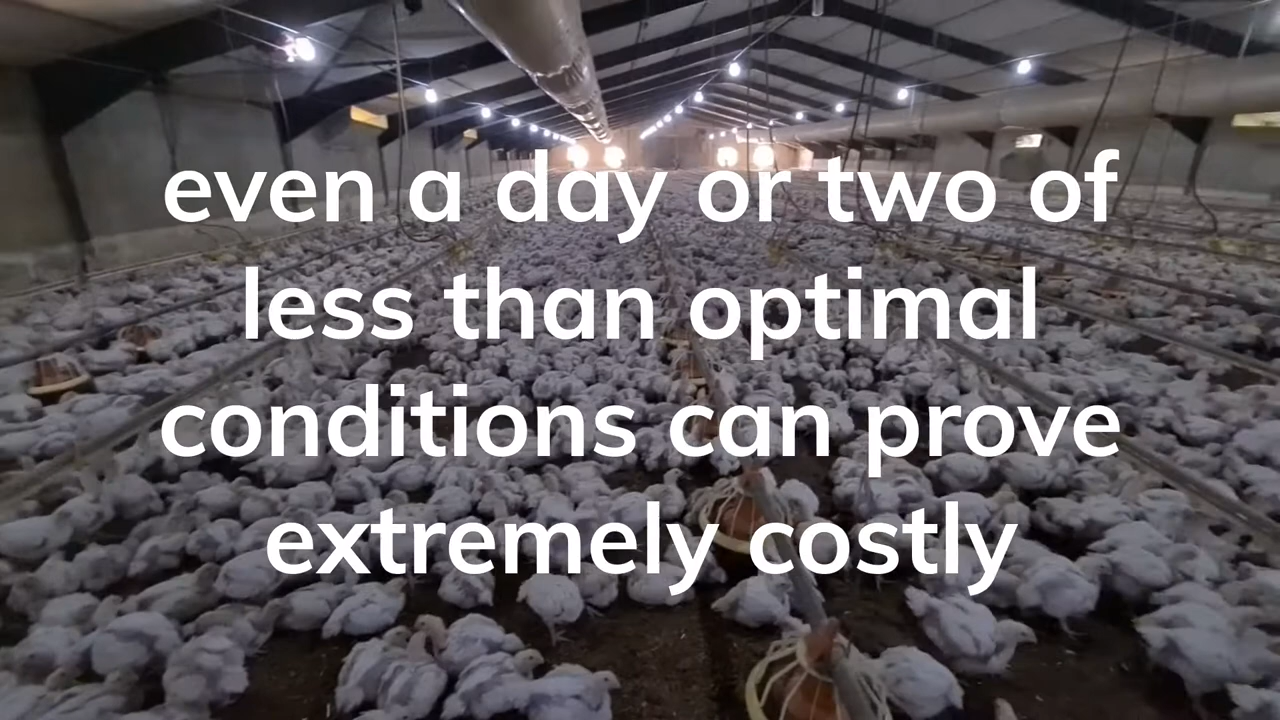 even a day or two of
less than optimal
conditions can prove
extremely costly